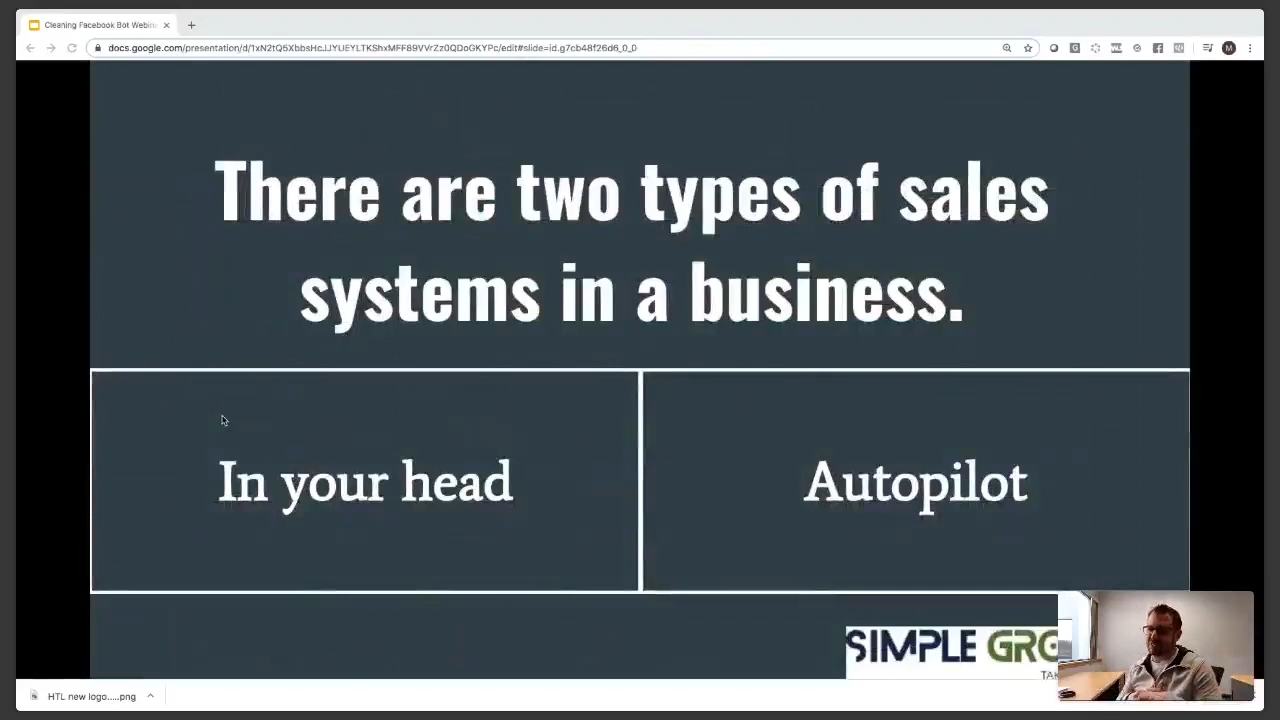 Cleaning Facebook Bot Webin
docs.google.com/presentation/d/1xN2tQ5XbbsHcJJYUEYLTKShxMFF89VVrZz0QDoGKYPc/edit#slide=id.g7cb48f26d6_0_0
M
There are two types of sales
systems in a business.
In your head
Autopilot
SIMPLE GRO
TAK
HTL new logo.....png